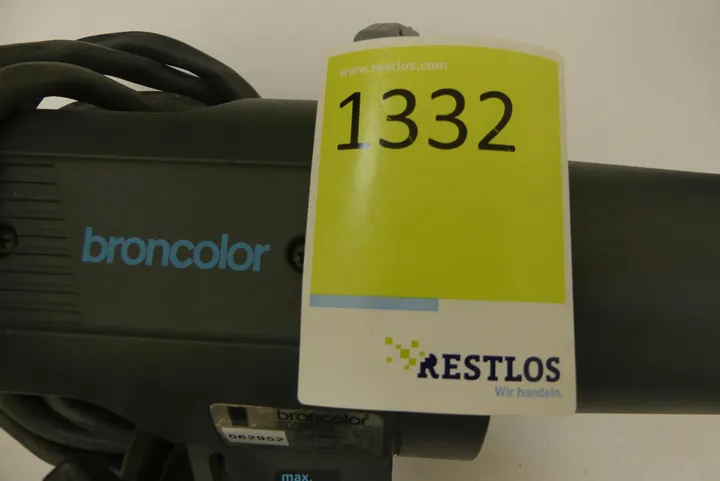 www.restlos.com
1332
broncolor
RESTLOS
Wir handeln.
broncolor
062952
max.